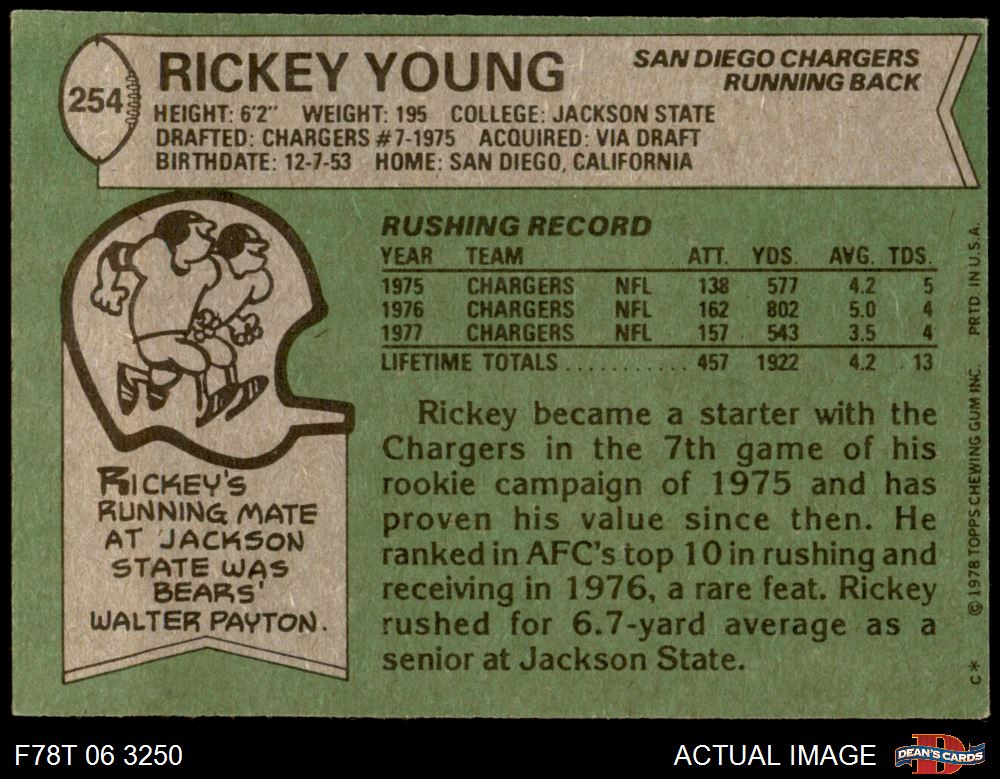 254
RICKEY YOUNG
SAN DIEGO CHARGERS
RUNNING BACK
HEIGHT: 6'2" WEIGHT: 195 COLLEGE: JACKSON STATE
DRAFTED: CHARGERS #7-1975 ACQUIRED: VIA DRAFT
BIRTHDATE: 12-7-53 HOME: SAN DIEGO, CALIFORNIA
RUSHING RECORD
YEAR TEAM ATT. YDS. AVG. TDS.
1975 CHARGERS NFL 138 577 4.2 5
1976 CHARGERS NFL 162 802 5.0 4
1977 CHARGERS NFL 157 543 3.5 4
LIFETIME TOTALS........... 457 1922 4.2 13
Rickey became a starter with the
Chargers in the 7th game of his
rookie campaign of 1975 and has
proven his value since then. He
ranked in AFC's top 10 in rushing and
receiving in 1976, a rare feat. Rickey
rushed for 6.7-yard average as a
senior at Jackson State.
RICKEY'S
RUNNING MATE
AT JACKSON
STATE WAS
BEARS'
WALTER PAYTON.
C* © 1978 TOPPS CHEWING GUM INC. PRTD. IN U.S.A.
F78T 06 3250
ACTUAL IMAGE
D
DEAN'S CARDS